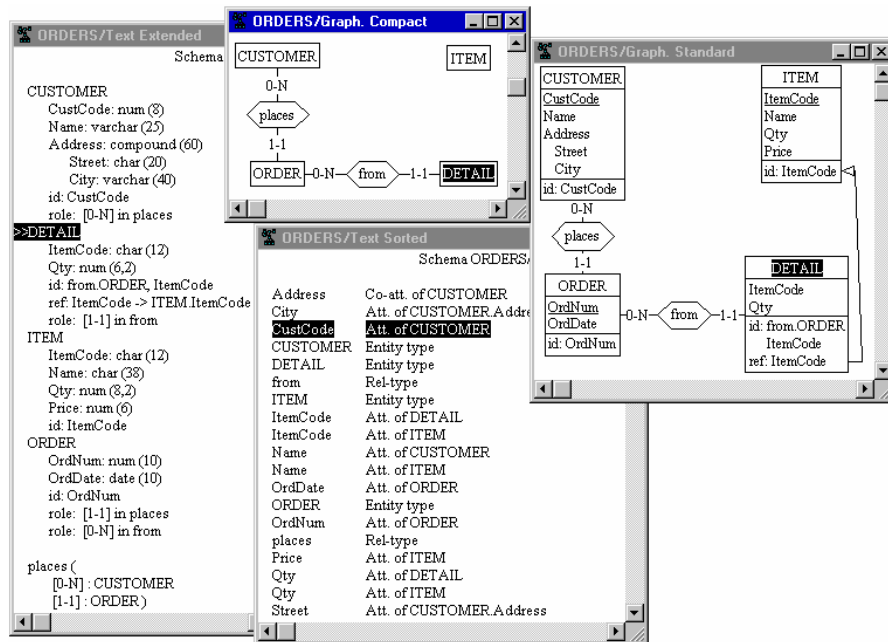 ORDERS/Text Extended
Schema
CUSTOMER
CustCode: num (8)
Name: varchar (25)
Address: compound (60)
Street: char (20)
City: varchar (40)
id: CustCode
role: [0-N] in places
>>DETAIL
ItemCode: char (12)
Qty: num (6,2)
id: from.ORDER, ItemCode
ref: ItemCode -> ITEM.ItemCode
role: [1-1] in from
ITEM
ItemCode: char (12)
Name: char (38)
Qty: num (8,2)
Price: num (6)
id: ItemCode
ORDER
OrdNum: num (10)
OrdDate: date (10)
id: OrdNum
role: [1-1] in places
role: [0-N] in from
places (
[0-N] : CUSTOMER
[1-1] : ORDER )
ORDERS/Graph. Compact
CUSTOMER
ITEM
0-N
places
1-1
ORDER 0-N from 1-1 DETAIL
ORDERS/Text Sorted
Schema ORDERS/
Address Co-att. of CUSTOMER
City Att. of CUSTOMER.Addre
CustCode Att. of CUSTOMER
CUSTOMER Entity type
DETAIL Entity type
from Rel-type
ITEM Entity type
ItemCode Att. of DETAIL
ItemCode Att. of ITEM
Name Att. of CUSTOMER
Name Att. of ITEM
OrdDate Att. of ORDER
ORDER Entity type
OrdNum Att. of ORDER
places Rel-type
Price Att. of ITEM
Qty Att. of DETAIL
Qty Att. of ITEM
Street Att. of CUSTOMER.Address
ORDERS/Graph. Standard
CUSTOMER
CustCode
Name
Address
Street
City
id: CustCode
ITEM
ItemCode
Name
Qty
Price
id: ItemCode
0-N
places
1-1
ORDER
OrdNum
OrdDate
id: OrdNum
0-N from 1-1
DETAIL
ItemCode
Qty
id: from.ORDER
ItemCode
ref: ItemCode